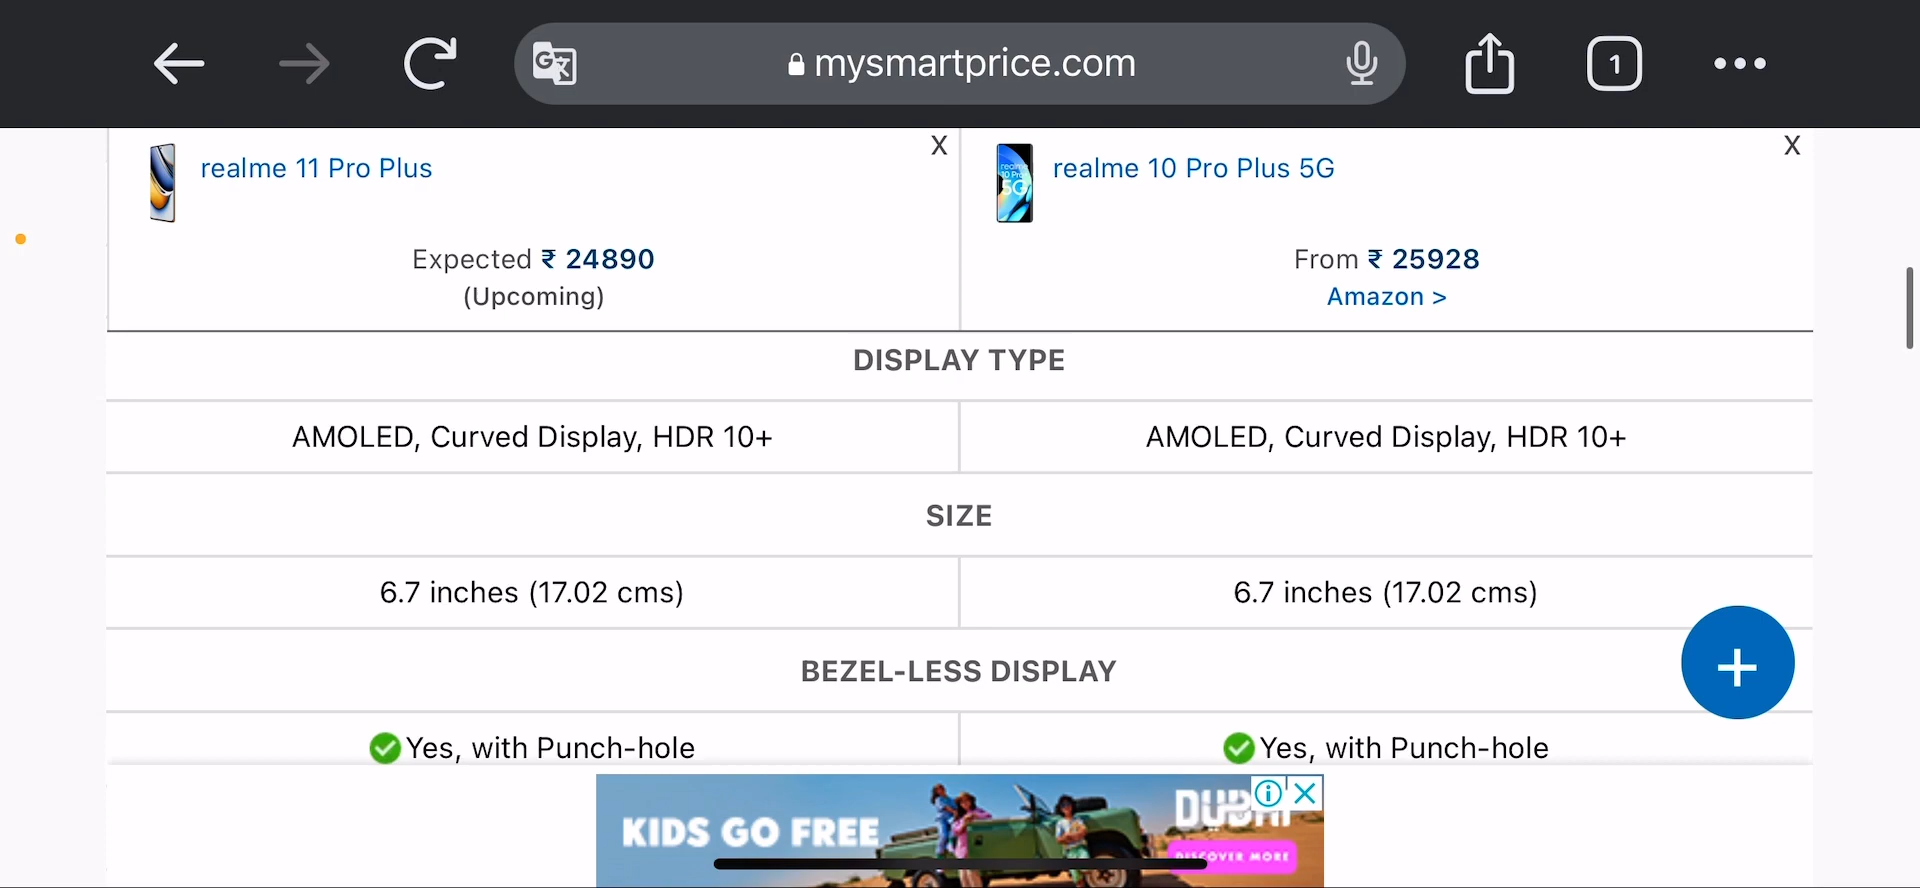 mysmartprice.com
1
realme 11 Pro Plus
X
Expected ₹ 24890
(Upcoming)
realme 10 Pro Plus 5G
X
From ₹ 25928
Amazon >
DISPLAY TYPE
AMOLED, Curved Display, HDR 10+
AMOLED, Curved Display, HDR 10+
SIZE
6.7 inches (17.02 cms)
6.7 inches (17.02 cms)
BEZEL-LESS DISPLAY
Yes, with Punch-hole
Yes, with Punch-hole
KIDS GO FREE
DUBAI
DISCOVER MORE